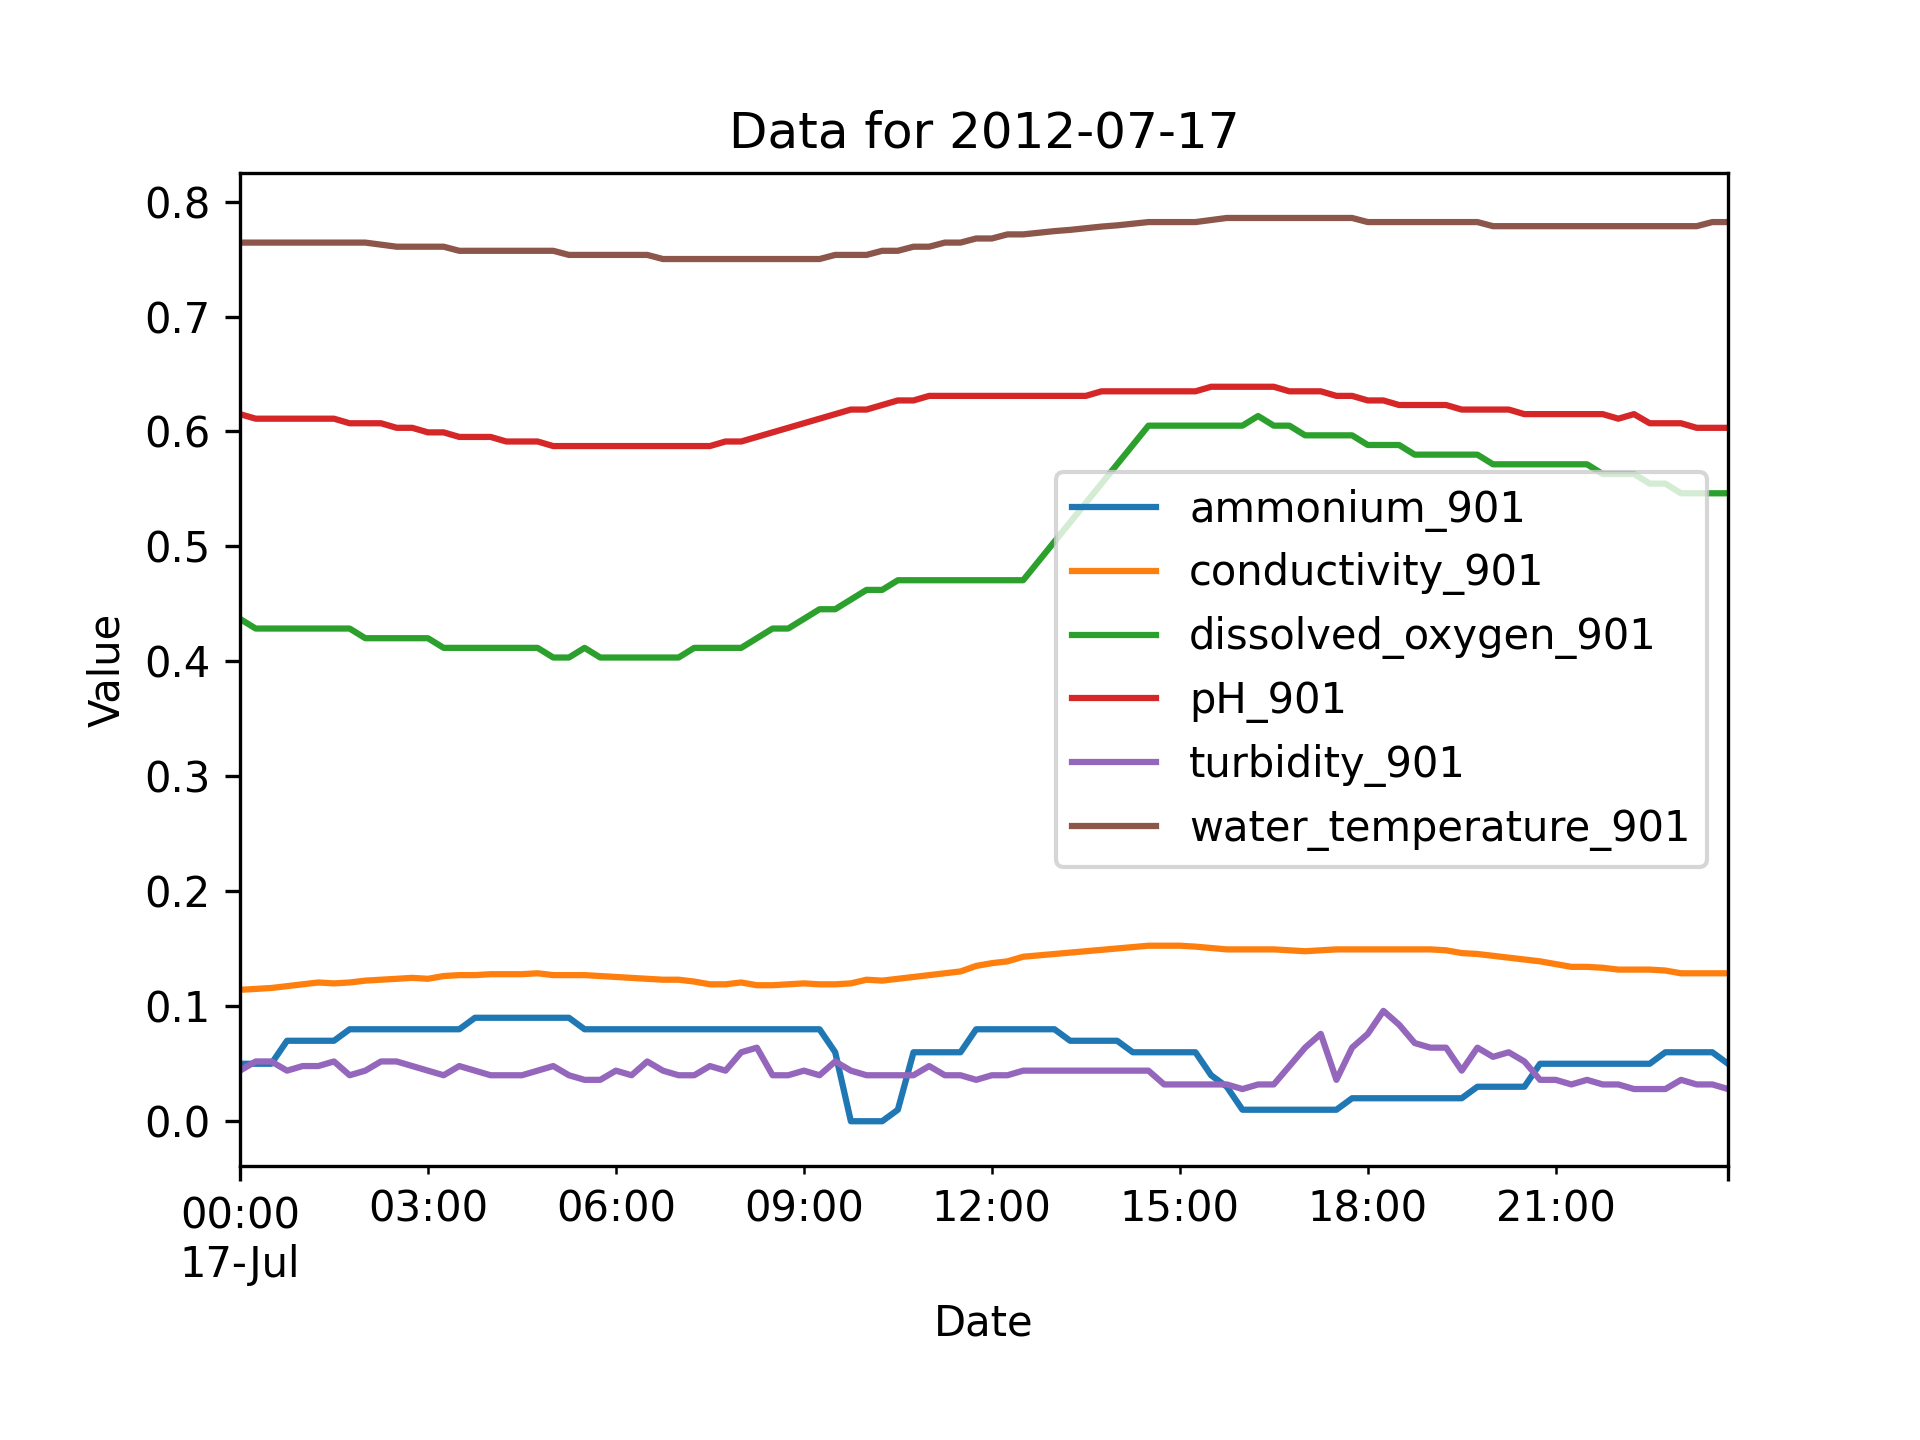 Data for 2012-07-17
0.8
0.7
0.6
0.5
0.4
0.3
0.2
0.1
0.0
Value
ammonium_901
conductivity_901
dissolved_oxygen_901
pH_901
turbidity_901
water_temperature_901
00:00 03:00 06:00 09:00 12:00 15:00 18:00 21:00
17-Jul
Date